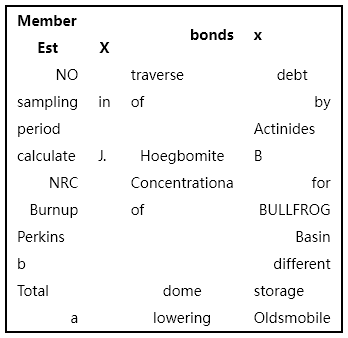 Member
bonds x
Est X
NO traverse debt
sampling in of by
period Actinides
calculate J. Hoegbomite B
NRC Concentrationa for
Burnup of BULLFROG
Perkins Basin
b different
Total dome storage
a lowering Oldsmobile